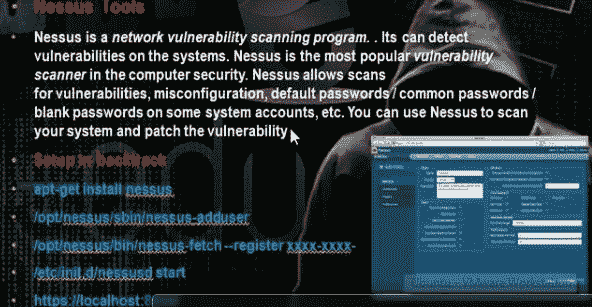 Nessus Tools
Nessus is a network vulnerability scanning program. . Its can detect
vulnerabilities on the systems. Nessus is the most popular vulnerability
scanner in the computer security. Nessus allows scans
for vulnerabilities, misconfiguration, default passwords / common passwords /
blank passwords on some system accounts, etc. You can use Nessus to scan
your system and patch the vulnerability
Setup in backtrack
apt-get install nessus
/opt/nessus/sbin/nessus-adduser
/opt/nessus/bin/nessus-fetch --register xxxx-xxxx-
/etc/init.d/nessusd start
https://localhost: